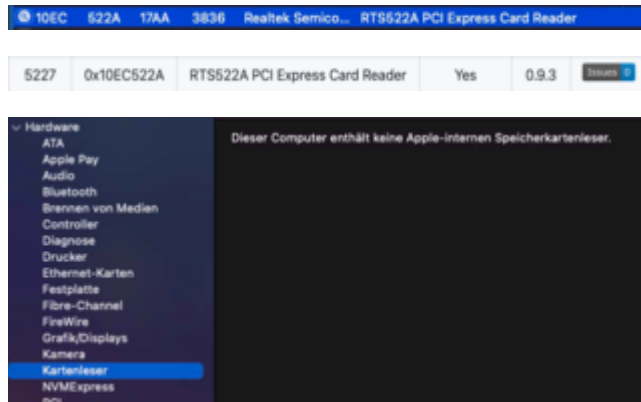 10EC 522A 17AA 3836 Realtek Semico... RTS522A PCI Express Card Reader
5227 0x10EC522A RTS522A PCI Express Card Reader Yes 0.9.3 Issues 0
Hardware
Dieser Computer enthält keine Apple-internen Speicherkartenleser.
ATA
Apple Pay
Audio
Bluetooth
Brennen von Medien
Controller
Diagnose
Drucker
Ethernet-Karten
Festplatte
Fibre-Channel
FireWire
Grafik/Displays
Kamera
Kartenleser
NVMExpress
PCI